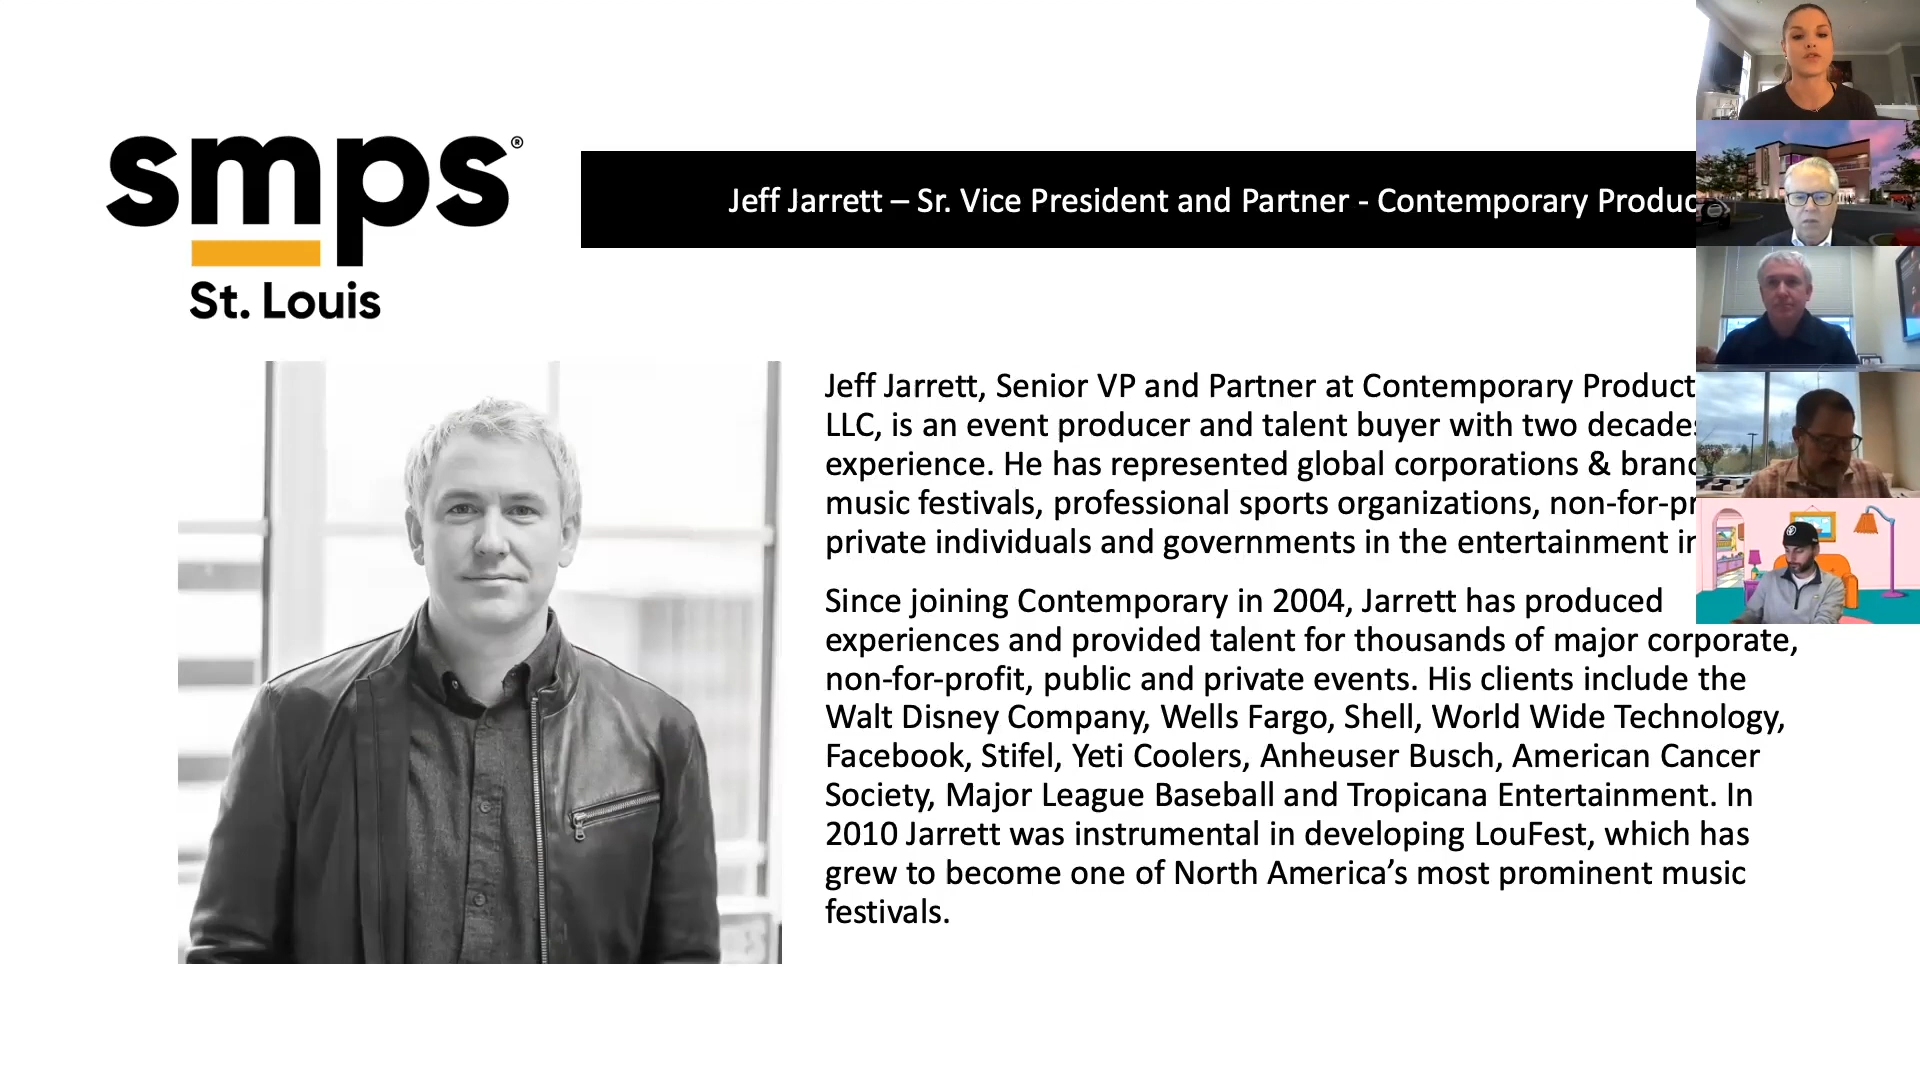 smps®
St. Louis
Jeff Jarrett – Sr. Vice President and Partner - Contemporary Produc
Jeff Jarrett, Senior VP and Partner at Contemporary Product
LLC, is an event producer and talent buyer with two decades
experience. He has represented global corporations & brand
music festivals, professional sports organizations, non-for-pr
private individuals and governments in the entertainment in
Since joining Contemporary in 2004, Jarrett has produced
experiences and provided talent for thousands of major corporate,
non-for-profit, public and private events. His clients include the
Walt Disney Company, Wells Fargo, Shell, World Wide Technology,
Facebook, Stifel, Yeti Coolers, Anheuser Busch, American Cancer
Society, Major League Baseball and Tropicana Entertainment. In
2010 Jarrett was instrumental in developing LouFest, which has
grew to become one of North America’s most prominent music
festivals.